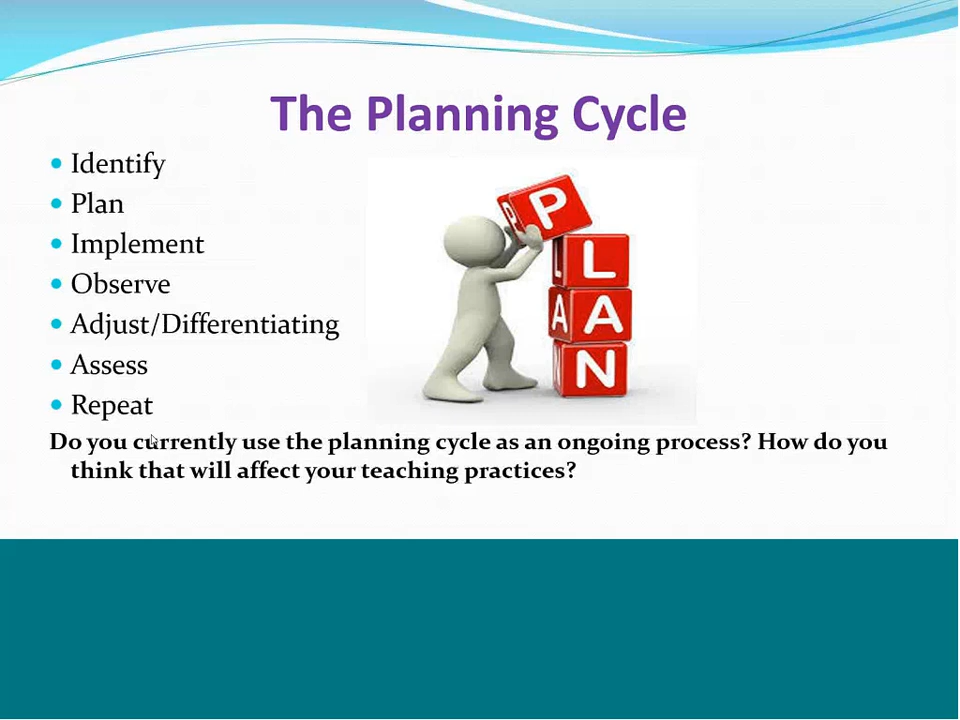 The Planning Cycle
• Identify
• Plan
• Implement
• Observe
• Adjust/Differentiating
• Assess
• Repeat
P P
L L
A A
N N
Do you currently use the planning cycle as an ongoing process? How do you
think that will affect your teaching practices?